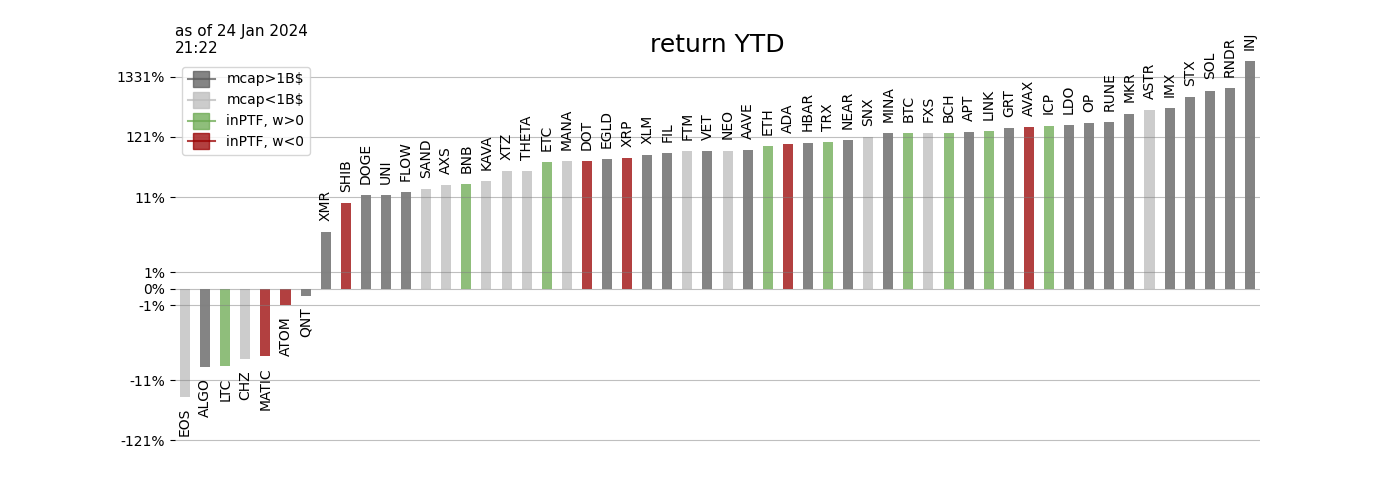 as of 24 Jan 2024
21:22
return YTD
mcap>1B$
mcap<1B$
inPTF, w>0
inPTF, w<0
1331%
121%
11%
1%
0%
-1%
-11%
-121%
EOS
ALGO
LTC
CHZ
MATIC
ATOM
QNT
XMR
SHIB
DOGE
UNI
FLOW
SAND
AXS
BNB
KAVA
XTZ
THETA
ETC
MANA
DOT
EGLD
XRP
XLM
FIL
FTM
VET
NEO
AAVE
ETH
ADA
HBAR
TRX
NEAR
SNX
MINA
BTC
FXS
BCH
APT
LINK
GRT
AVAX
ICP
LDO
OP
RUNE
MKR
ASTR
IMX
STX
SOL
RNDR
INJ